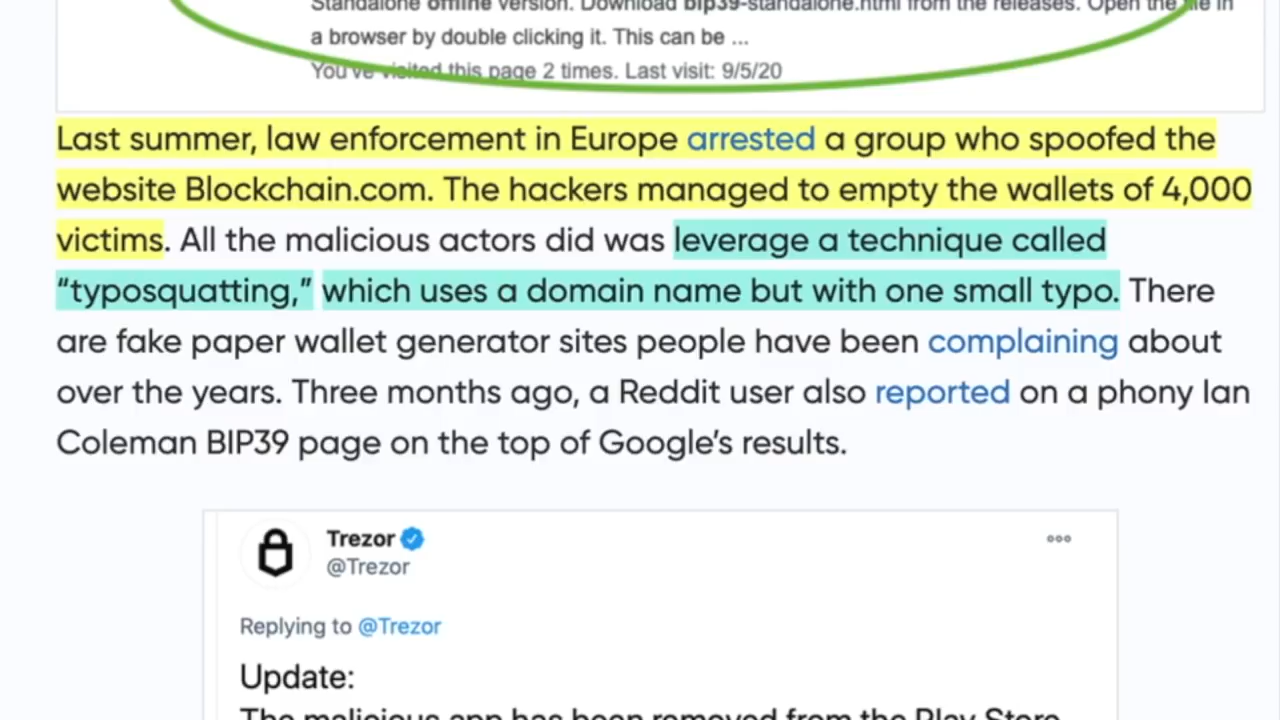 Standalone offline version. Download bip39-standalone.html from the releases. Open the file in
a browser by double clicking it. This can be ...
You've visited this page 2 times. Last visit: 9/5/20
Last summer, law enforcement in Europe arrested a group who spoofed the
website Blockchain.com. The hackers managed to empty the wallets of 4,000
victims. All the malicious actors did was leverage a technique called
“typosquatting,” which uses a domain name but with one small typo. There
are fake paper wallet generator sites people have been complaining about
over the years. Three months ago, a Reddit user also reported on a phony Ian
Coleman BIP39 page on the top of Google’s results.
Trezor
@Trezor
Replying to @Trezor
Update:
The malicious app has been removed from the Play Store